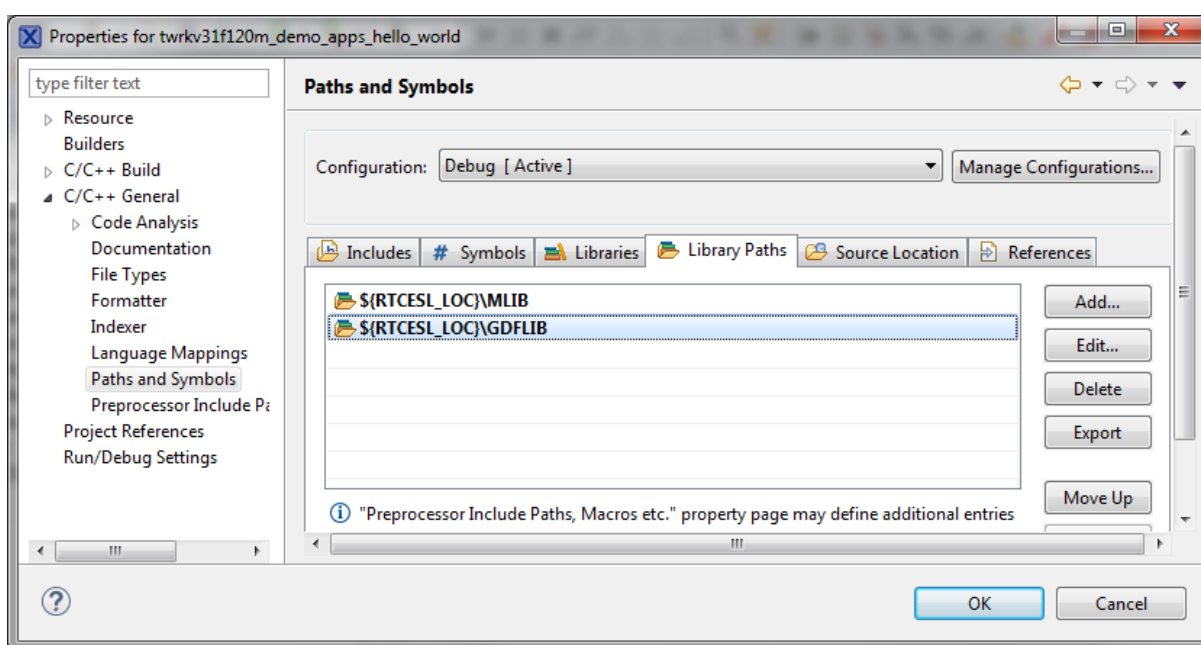 Properties for twrkv31f120m_demo_apps_hello_world
type filter text
Resource
Builders
C/C++ Build
C/C++ General
Code Analysis
Documentation
File Types
Formatter
Indexer
Language Mappings
Paths and Symbols
Preprocessor Include Pa
Project References
Run/Debug Settings
Paths and Symbols
Configuration: Debug [ Active ] Manage Configurations...
Includes # Symbols Libraries Library Paths Source Location References
${RTCESL_LOC}\MLIB
${RTCESL_LOC}\GDFLIB
Add...
Edit...
Delete
Export
Move Up
"Preprocessor Include Paths, Macros etc." property page may define additional entries
OK Cancel